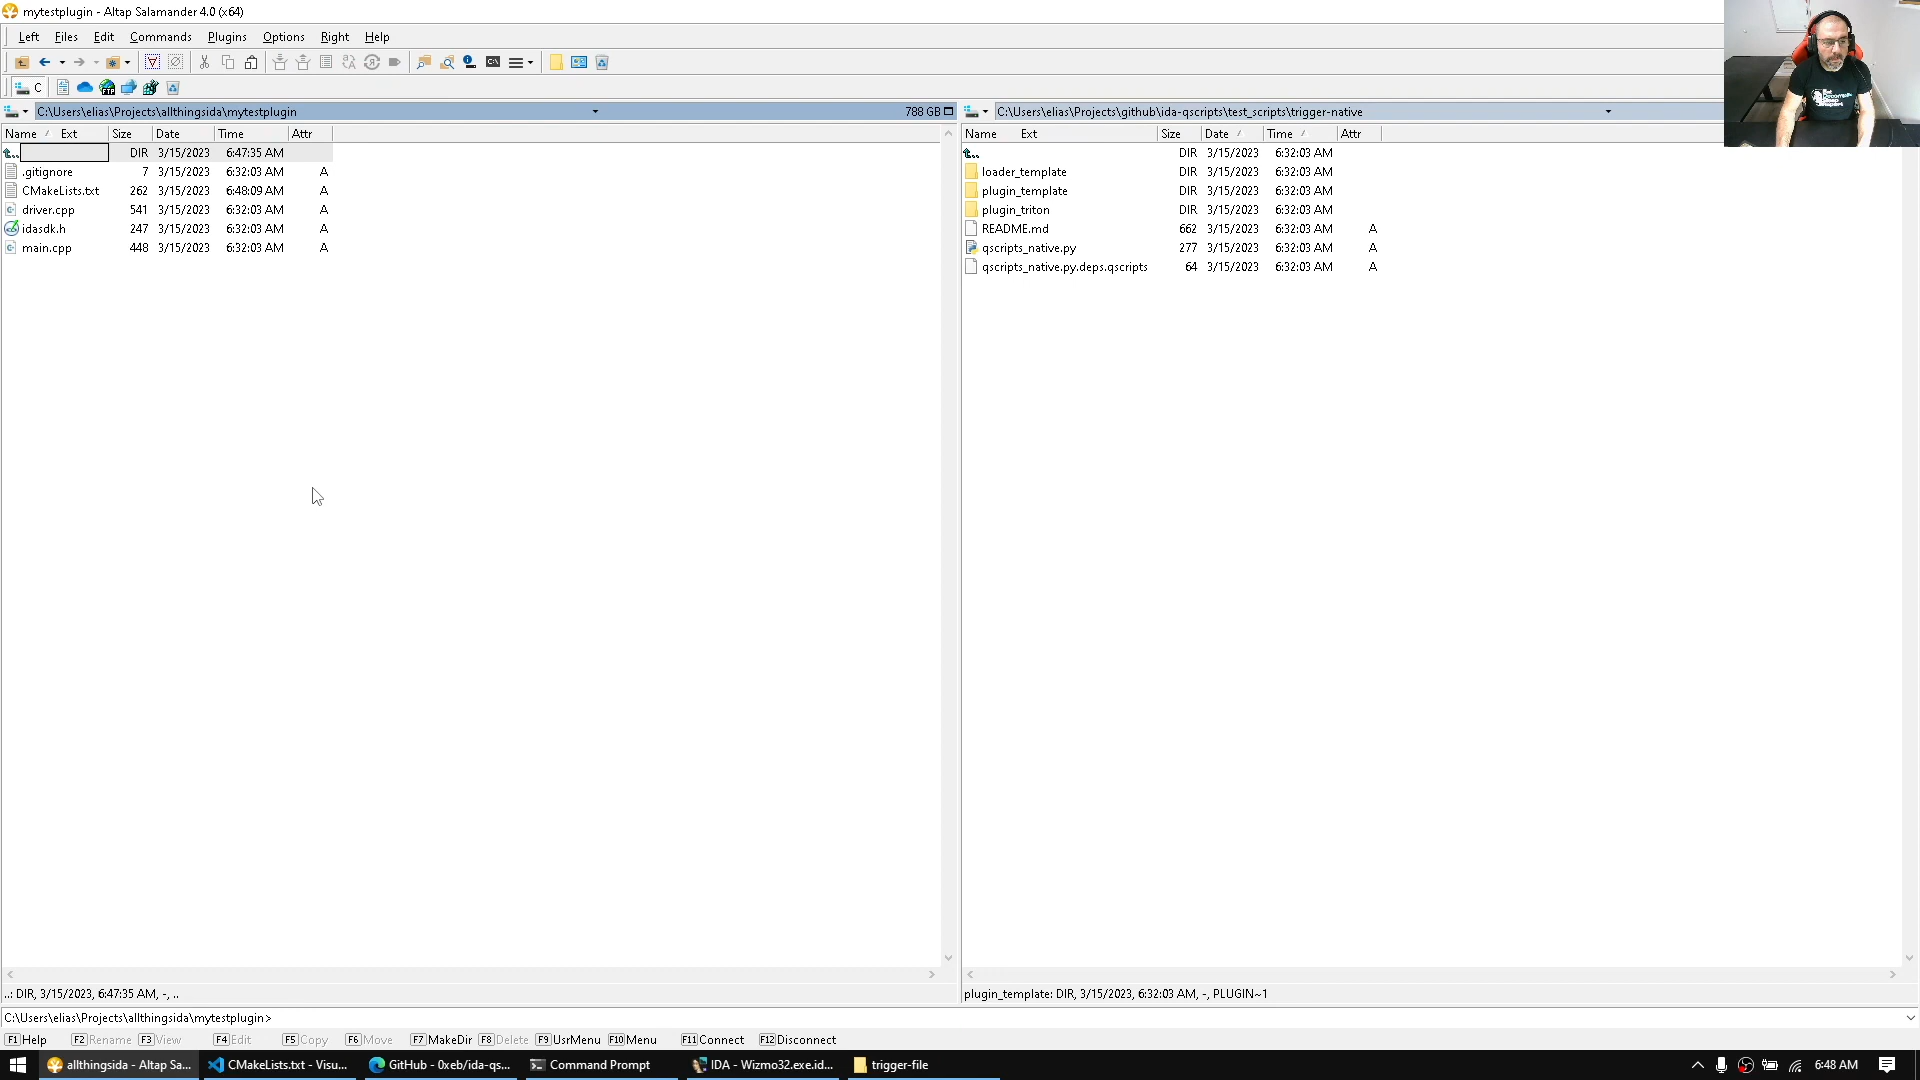 mytestplugin - Altap Salamander 4.0 (x64)
Left Files Edit Commands Plugins Options Right Help
C
C:\Users\elias\Projects\allthingsida\mytestplugin 788 GB
Name Ext Size Date Time Attr
.. DIR 3/15/2023 6:47:35 AM
.gitignore 7 3/15/2023 6:32:03 AM A
CMakeLists.txt 262 3/15/2023 6:48:09 AM A
driver.cpp 541 3/15/2023 6:32:03 AM A
idasdk.h 247 3/15/2023 6:32:03 AM A
main.cpp 448 3/15/2023 6:32:03 AM A
..: DIR, 3/15/2023, 6:47:35 AM, -, ..
C:\Users\elias\Projects\github\ida-qscripts\test_scripts\trigger-native
Name Ext Size Date Time Attr
.. DIR 3/15/2023 6:32:03 AM
loader_template DIR 3/15/2023 6:32:03 AM
plugin_template DIR 3/15/2023 6:32:03 AM
plugin_triton DIR 3/15/2023 6:32:03 AM
README.md 662 3/15/2023 6:32:03 AM A
qscripts_native.py 277 3/15/2023 6:32:03 AM A
qscripts_native.py.deps.qscripts 64 3/15/2023 6:32:03 AM A
plugin_template: DIR, 3/15/2023, 6:32:03 AM, -, PLUGIN~1
C:\Users\elias\Projects\allthingsida\mytestplugin>
F1 Help F2 Rename F3 View F4 Edit F5 Copy F6 Move F7 MakeDir F8 Delete F9 UsrMenu F10 Menu F11 Connect F12 Disconnect
allthingsida - Altap Sa... CMakeLists.txt - Visu... GitHub - 0xeb/ida-qs... Command Prompt IDA - Wizmo32.exe.id... trigger-file 6:48 AM